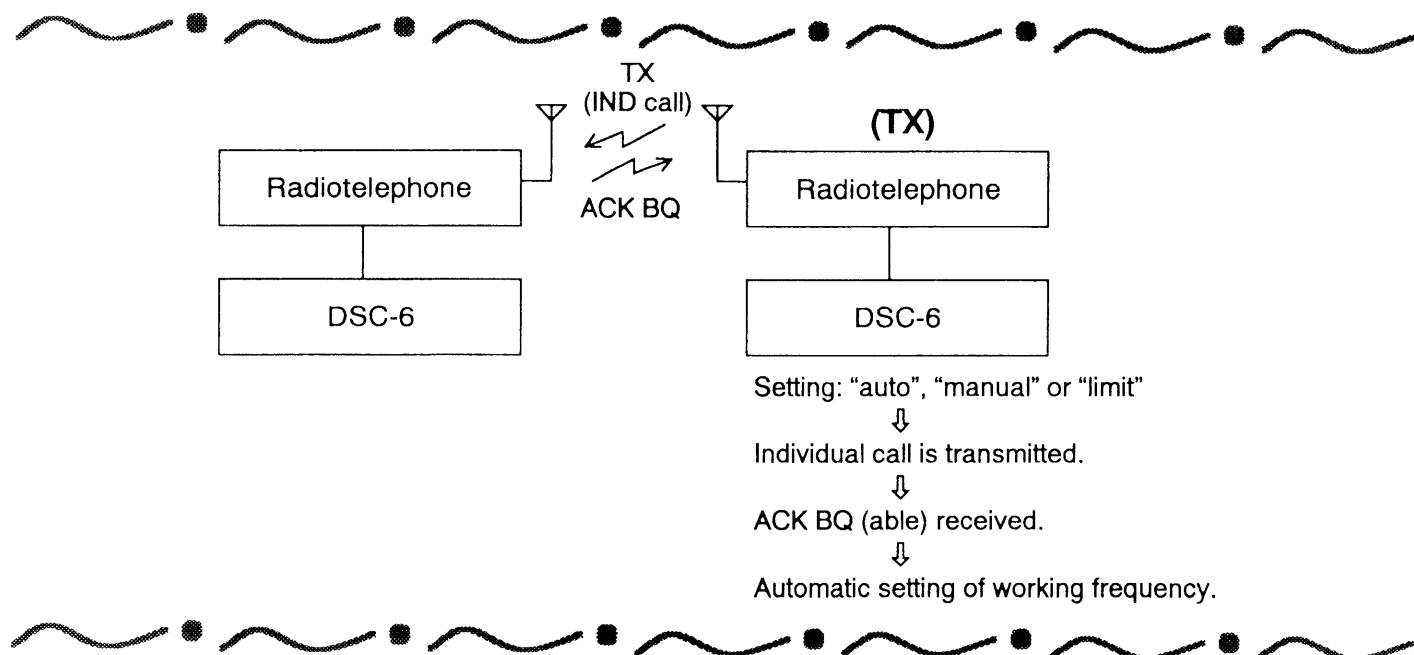 TX
(IND call)
(TX)
Radiotelephone
Radiotelephone
ACK BQ
DSC-6
DSC-6
Setting: “auto”, “manual” or “limit”
⇩
Individual call is transmitted.
⇩
ACK BQ (able) received.
⇩
Automatic setting of working frequency.